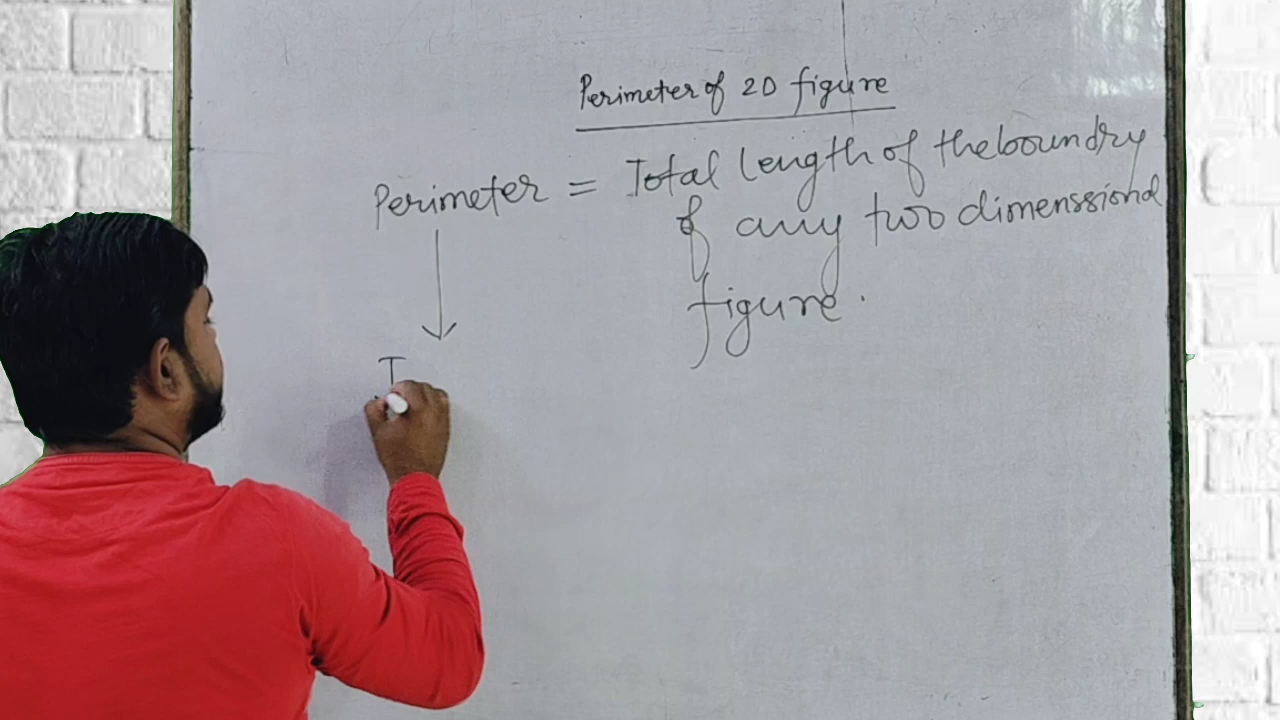 Perimeter of 2D figure
Perimeter = Total length of the boundry
of any two dimenssional
figure.
I